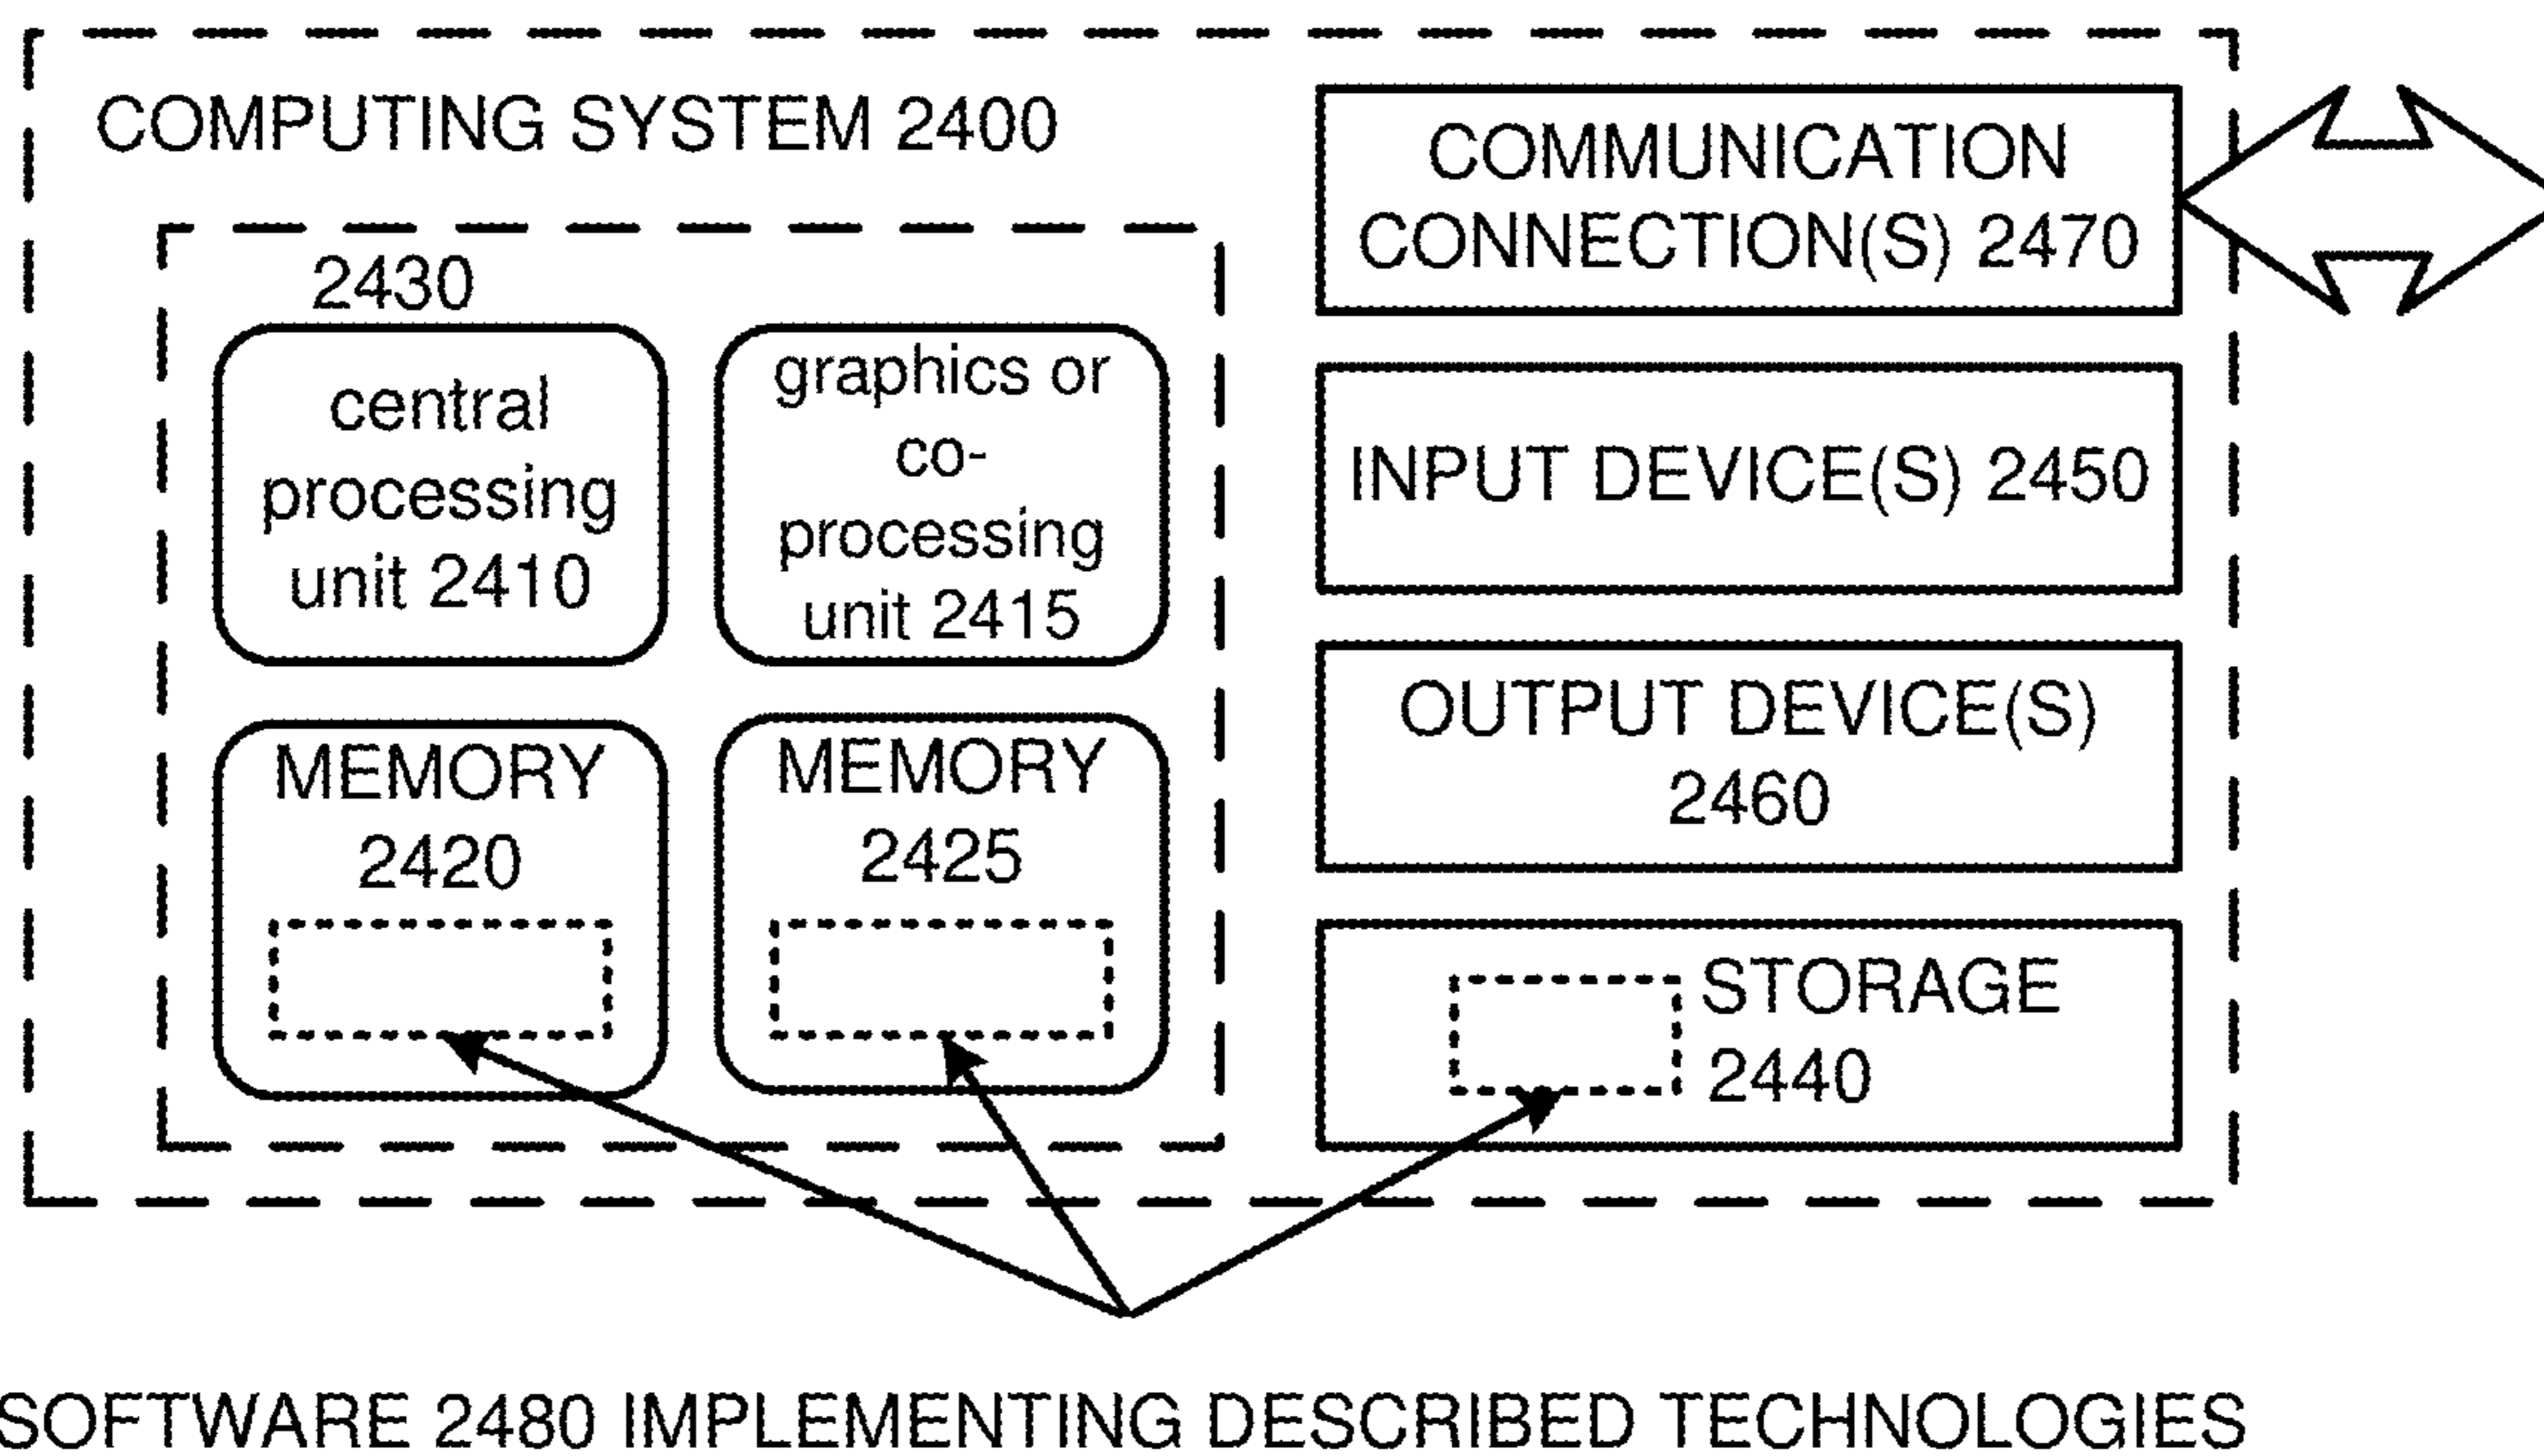 COMPUTING SYSTEM 2400
2430
central
processing
unit 2410
graphics or
co-
processing
unit 2415
MEMORY
2420
MEMORY
2425
COMMUNICATION
CONNECTION(S) 2470
INPUT DEVICE(S) 2450
OUTPUT DEVICE(S)
2460
STORAGE
2440
SOFTWARE 2480 IMPLEMENTING DESCRIBED TECHNOLOGIES